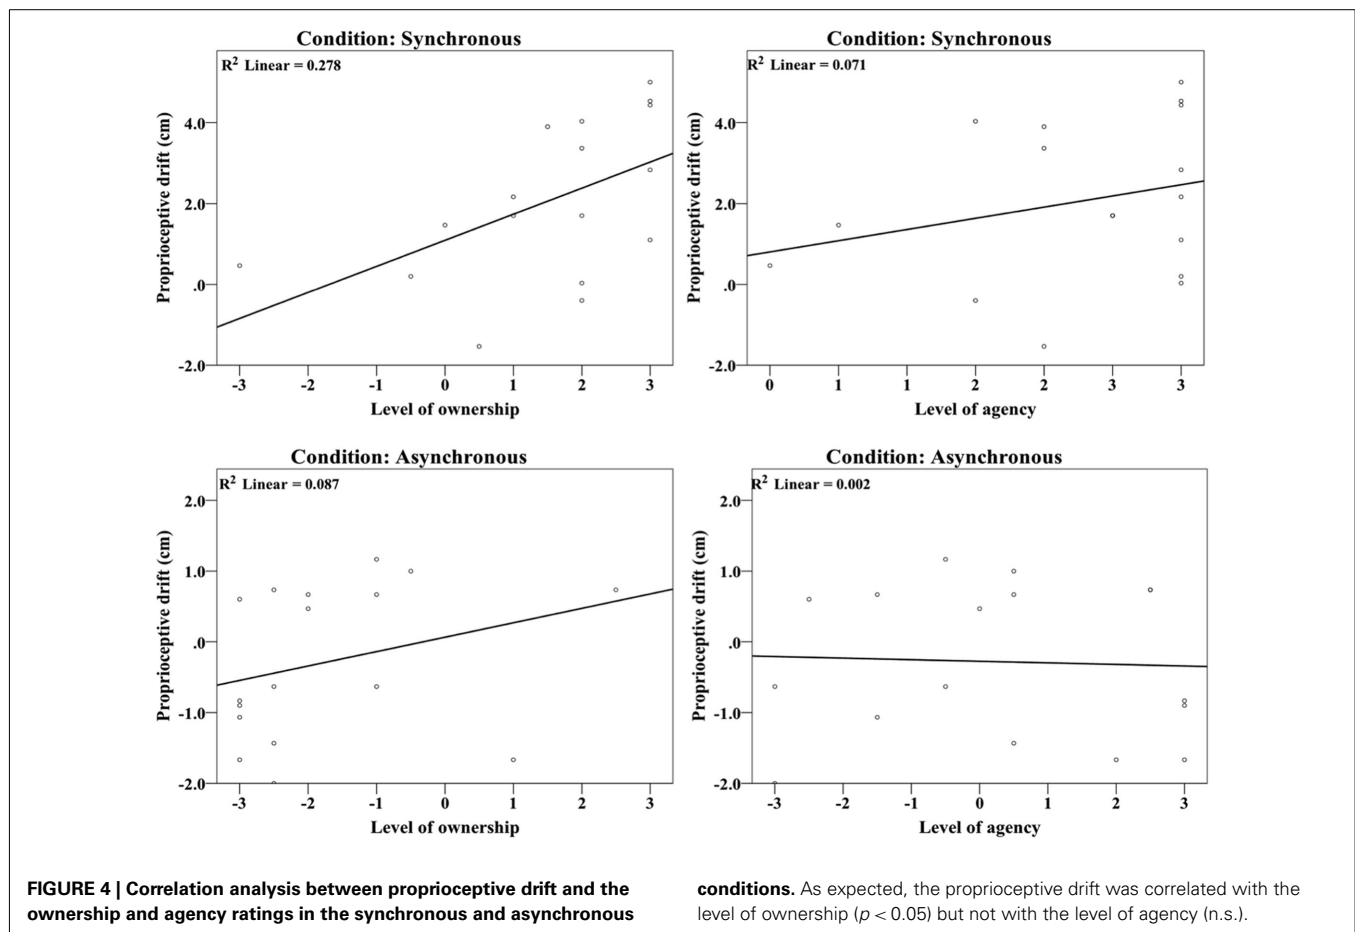 Condition: Synchronous
R² Linear = 0.278
Proprioceptive drift (cm)
4.0
2.0
.0
-2.0
-3 -2 -1 0 1 2 3
Level of ownership
Condition: Synchronous
R² Linear = 0.071
Proprioceptive drift (cm)
4.0
2.0
.0
-2.0
0 1 1 2 2 3 3
Level of agency
Condition: Asynchronous
R² Linear = 0.087
Proprioceptive drift (cm)
2.0
1.0
.0
-1.0
-2.0
-3 -2 -1 0 1 2 3
Level of ownership
Condition: Asynchronous
R² Linear = 0.002
Proprioceptive drift (cm)
2.0
1.0
.0
-1.0
-2.0
-3 -2 -1 0 1 2 3
Level of agency
FIGURE 4 | Correlation analysis between proprioceptive drift and the
ownership and agency ratings in the synchronous and asynchronous
conditions. As expected, the proprioceptive drift was correlated with the
level of ownership (p < 0.05) but not with the level of agency (n.s.).